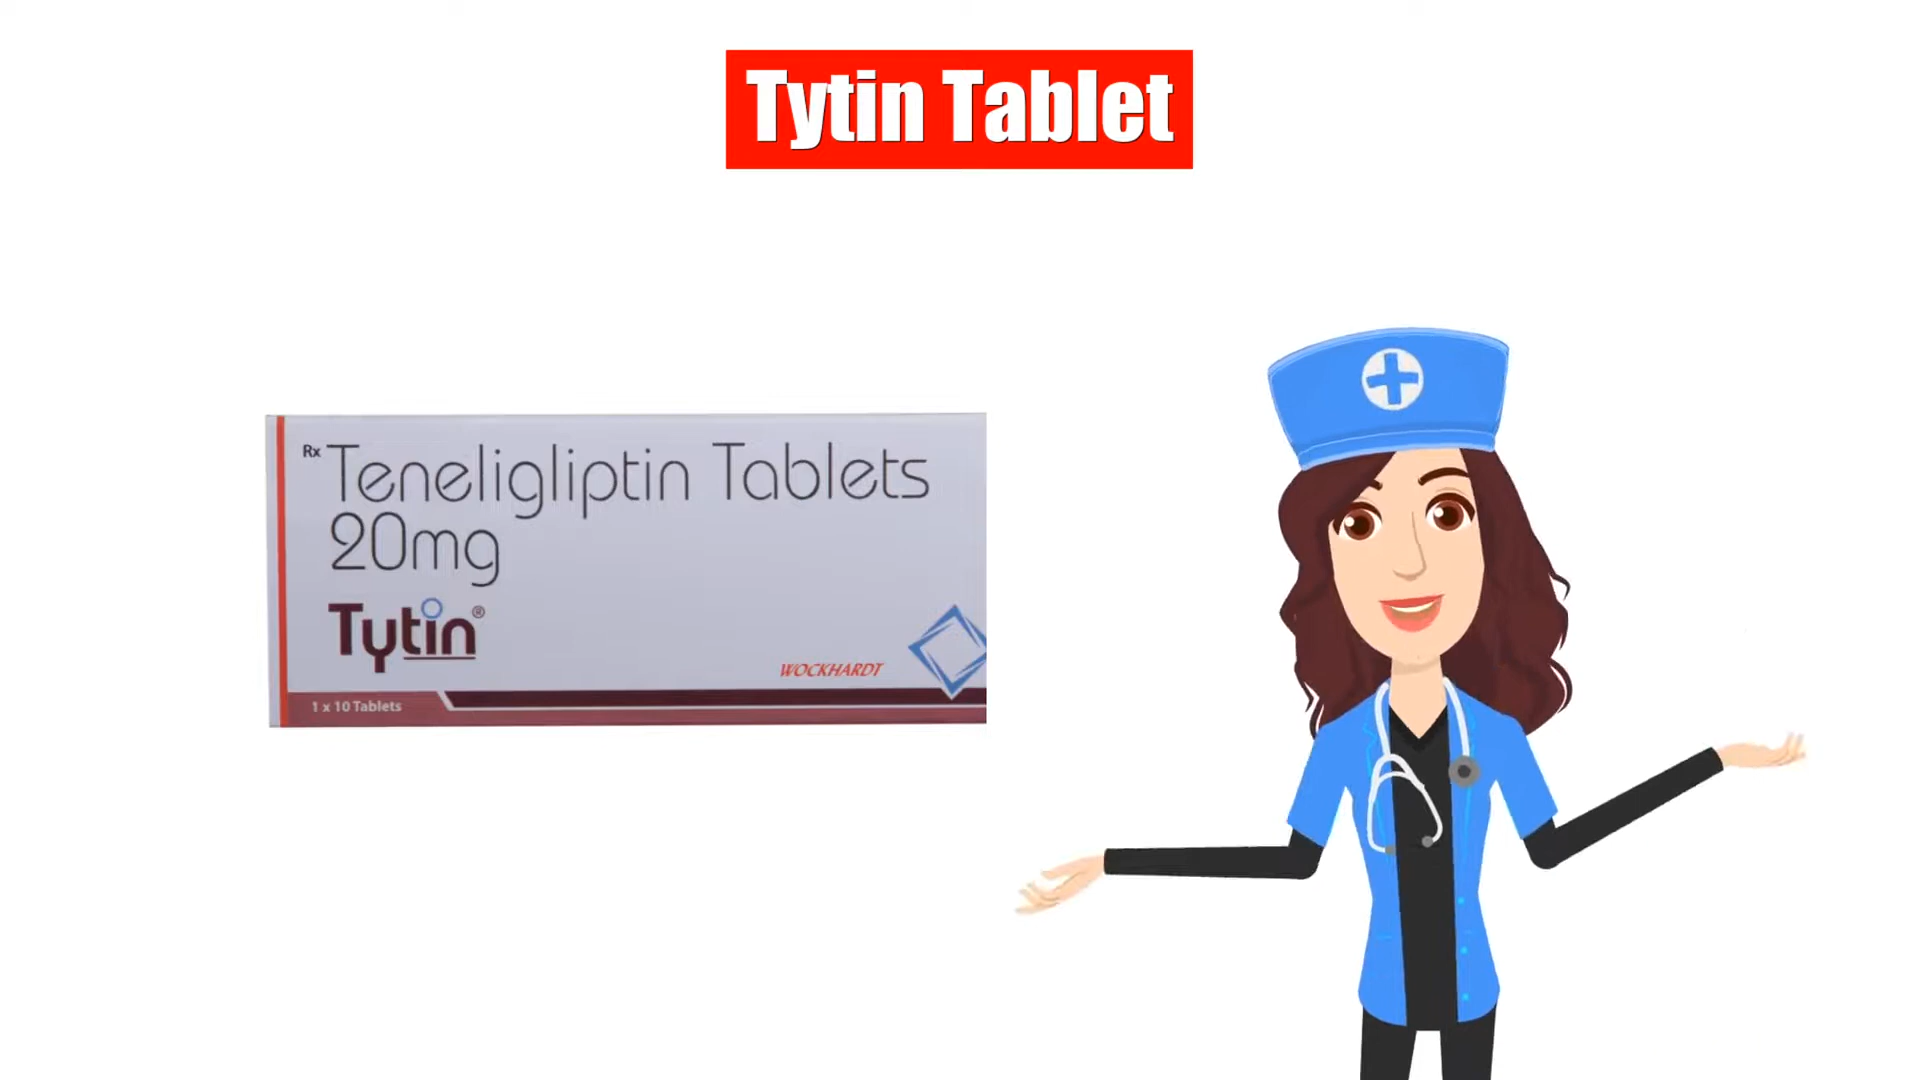 Tytin Tablet
Rx Teneligliptin Tablets
20mg
Tytin®
WOCKHARDT
1 x 10 Tablets